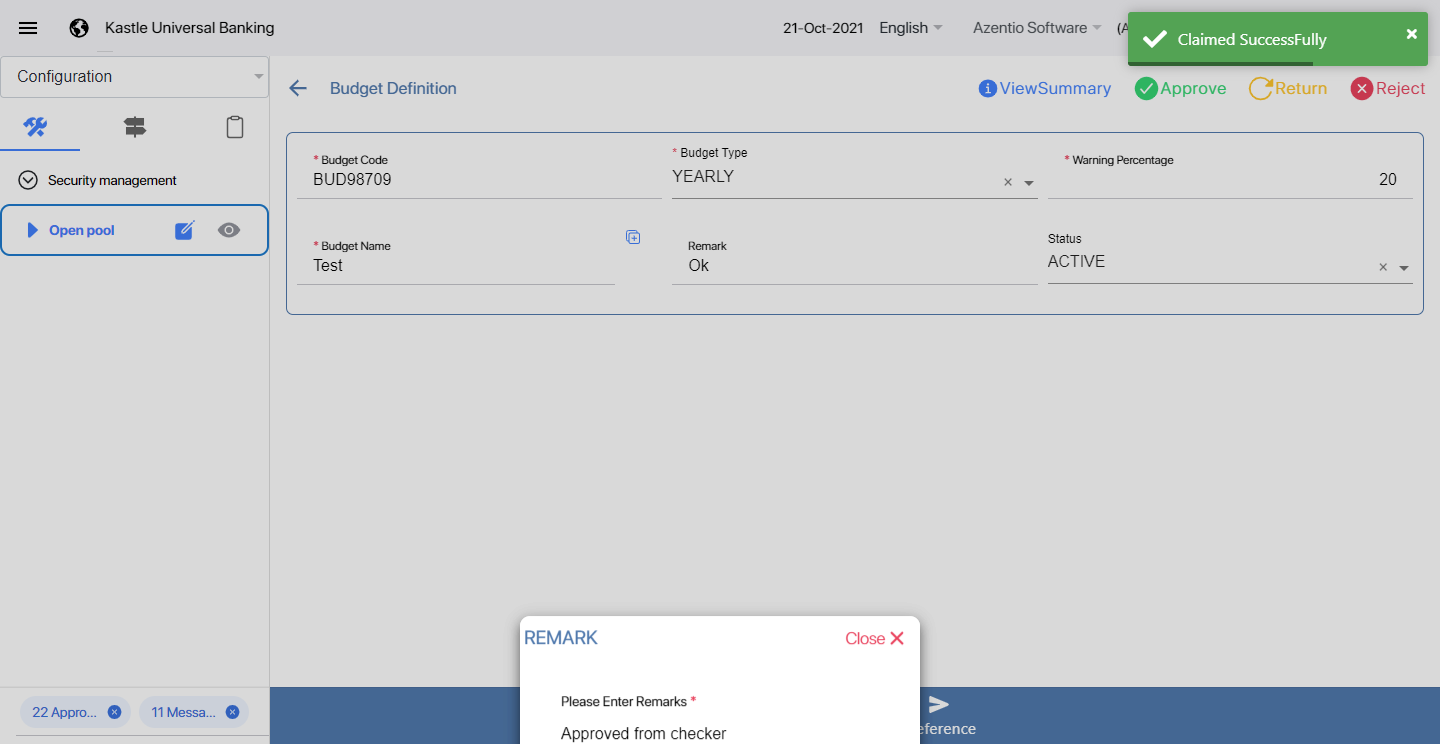 Kastle Universal Banking
21-Oct-2021
English
Azentio Software
Claimed SuccessFully
Configuration
Budget Definition
ViewSummary
Approve
Return
Reject
* Budget Code
BUD98709
* Budget Type
YEARLY
* Warning Percentage
20
Security management
Open pool
* Budget Name
Test
Remark
Ok
Status
ACTIVE
REMARK
Close
Please Enter Remarks *
Approved from checker
22 Appro...
11 Messa...
eference